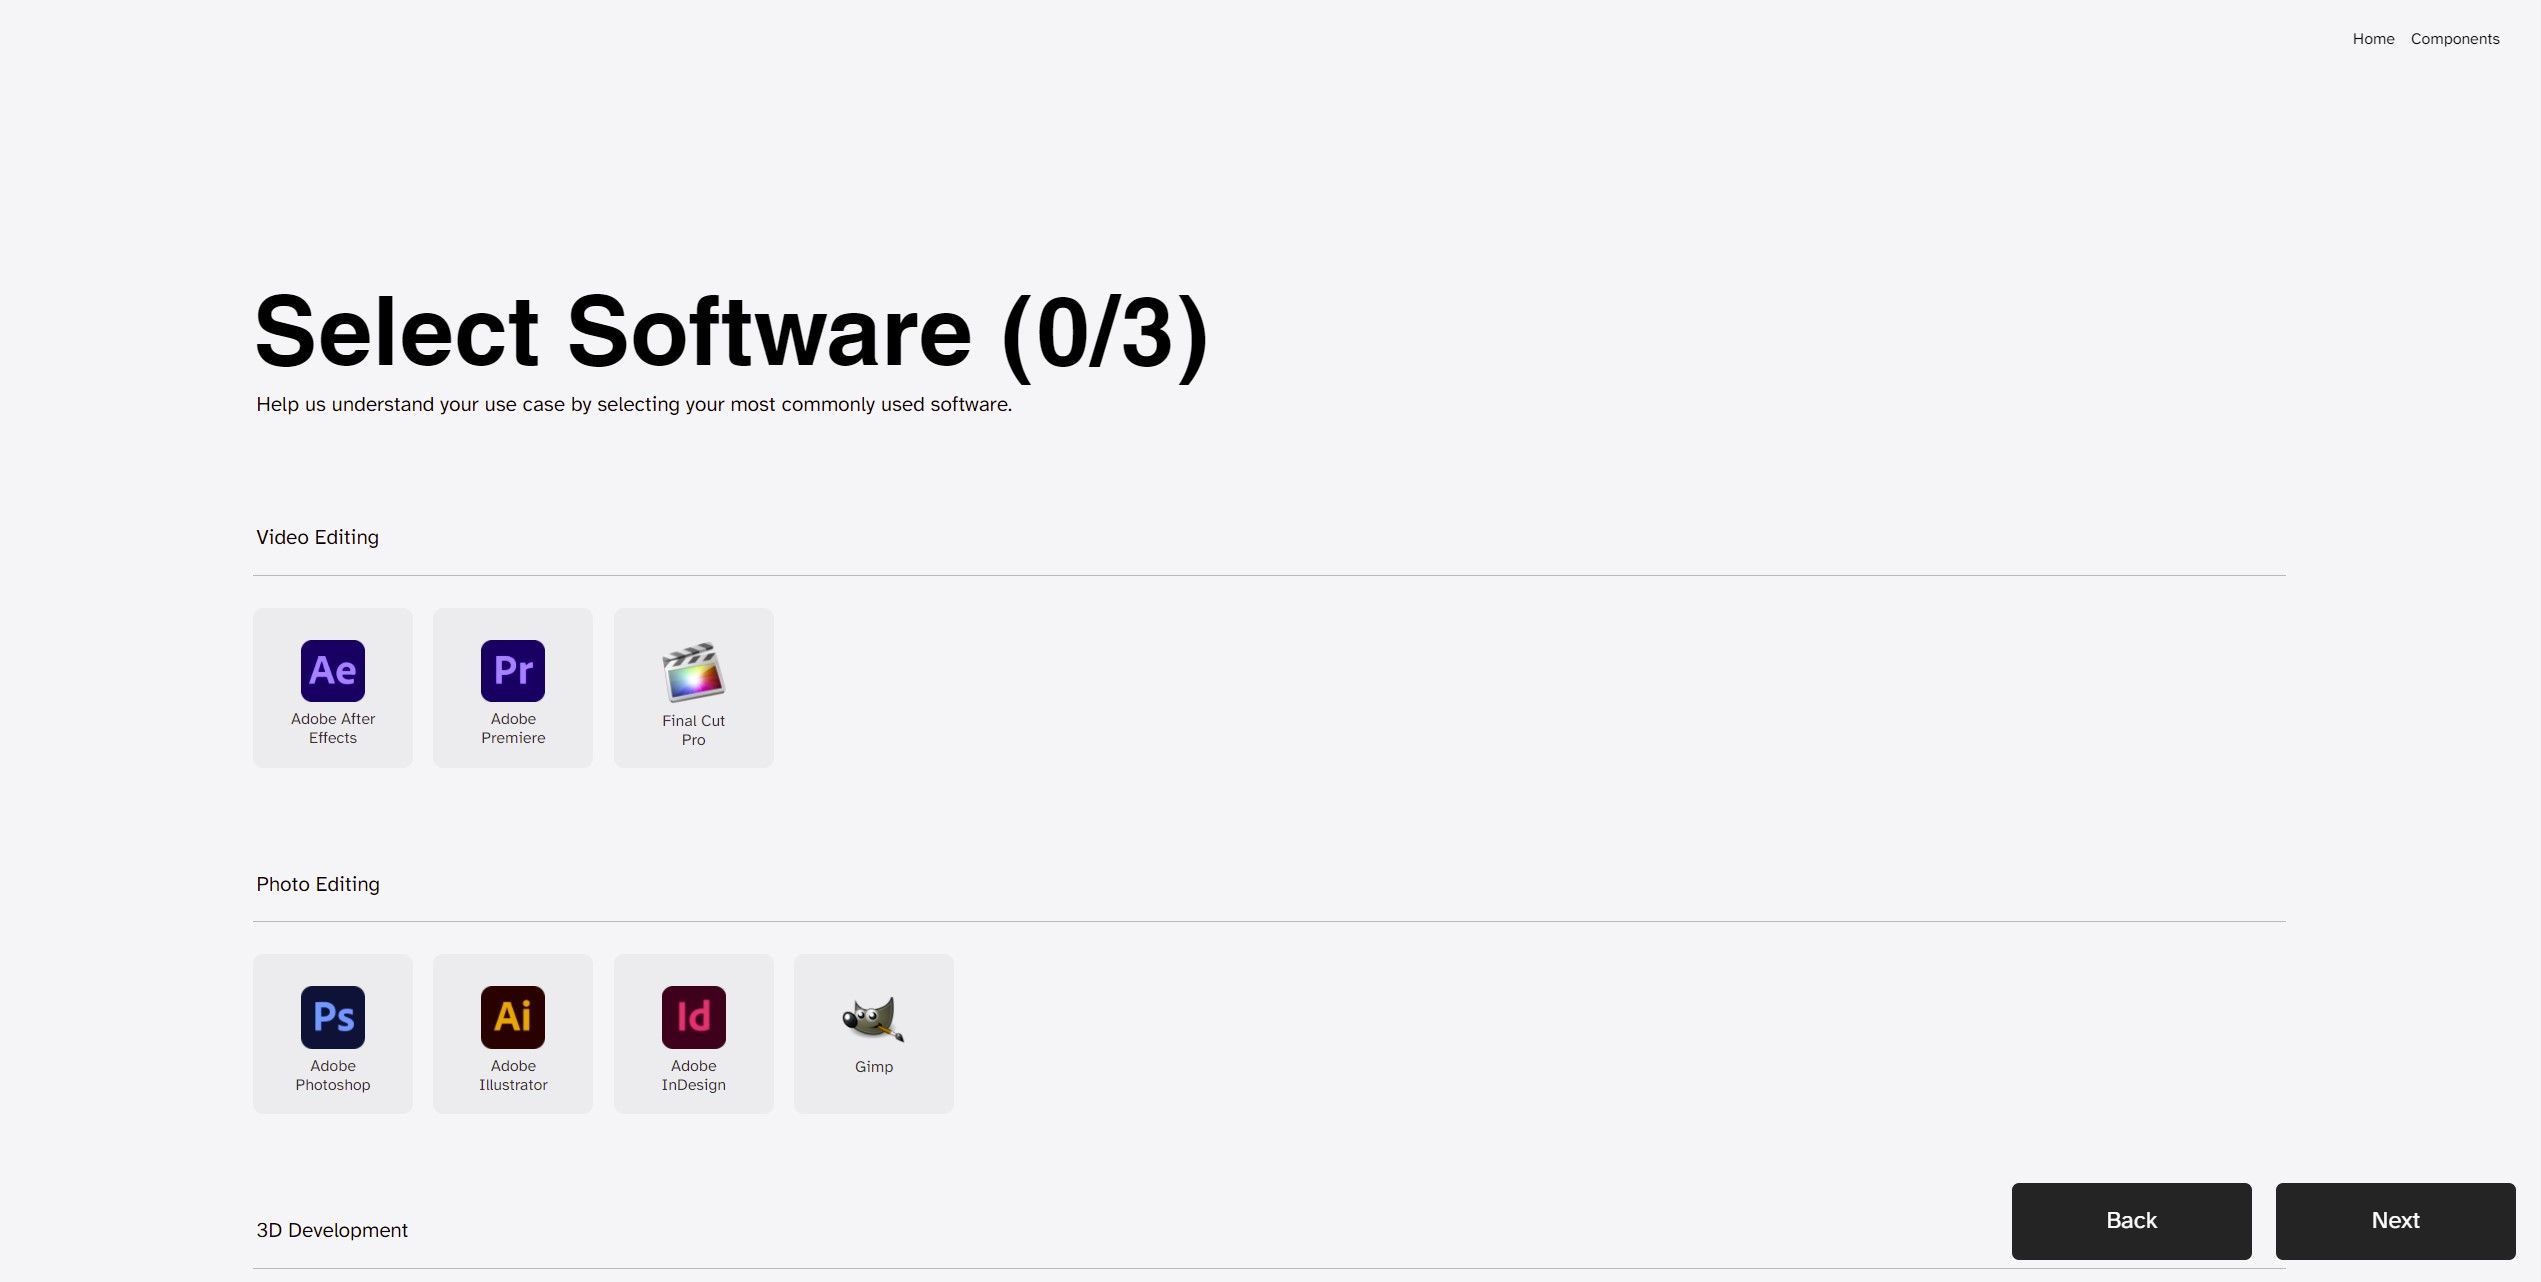 Home Components
Select Software (0/3)
Help us understand your use case by selecting your most commonly used software.
Video Editing
Ae
Adobe After
Effects
Pr
Adobe
Premiere
Final Cut
Pro
Photo Editing
Ps
Adobe
Photoshop
Ai
Adobe
Illustrator
Id
Adobe
InDesign
Gimp
3D Development
Back
Next